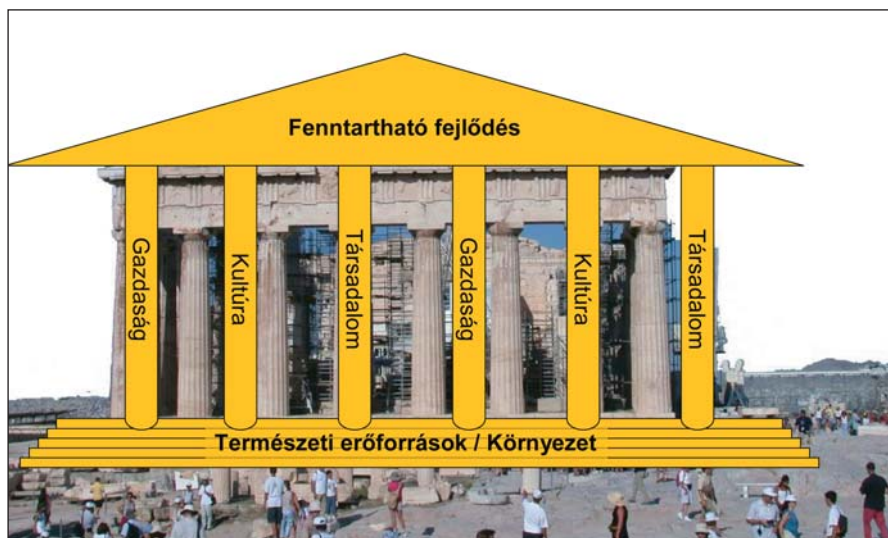 Fenntartható fejlődés
Gazdaság
Kultúra
Társadalom
Gazdaság
Kultúra
Társadalom
Természeti erőforrások / Környezet